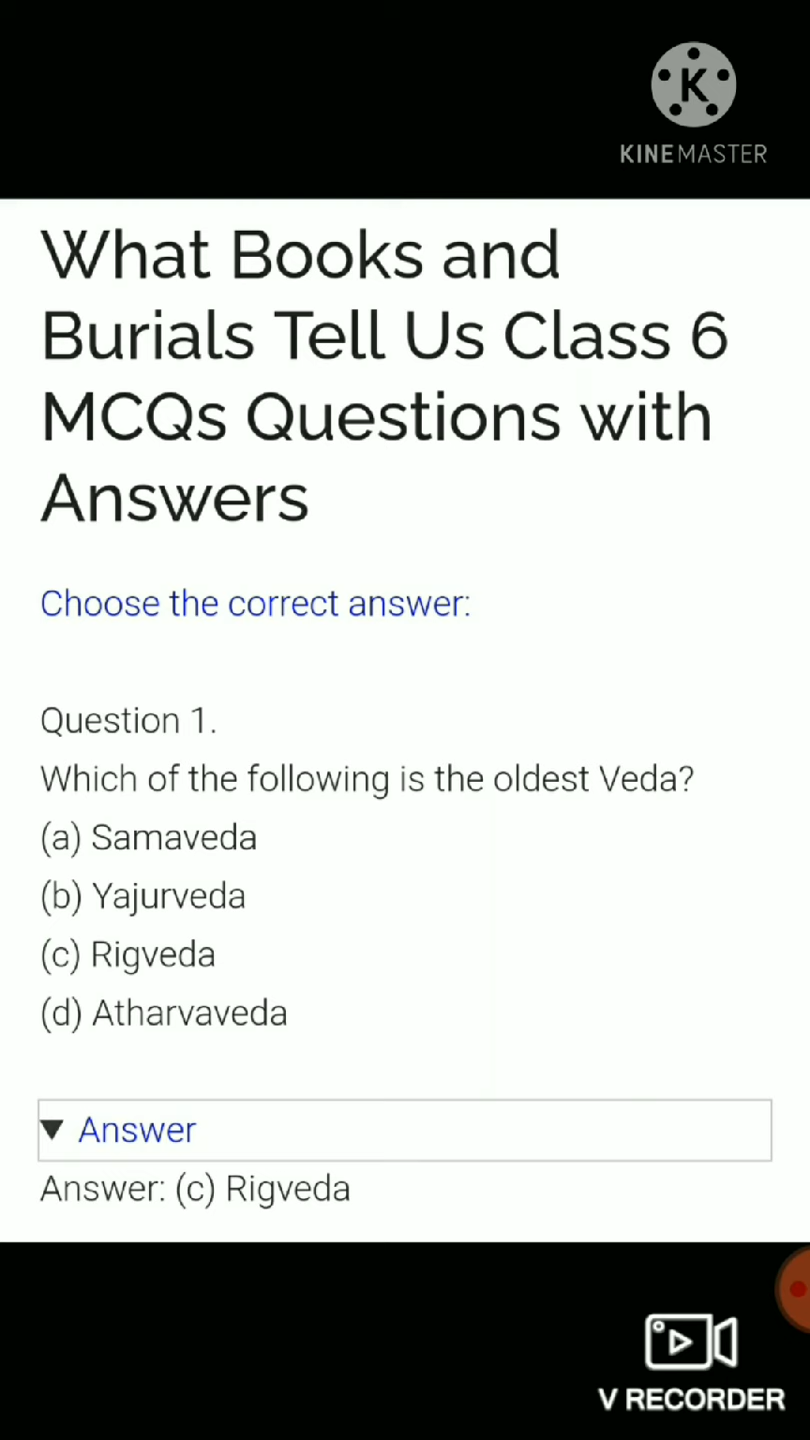 K
KINEMASTER
What Books and
Burials Tell Us Class 6
MCQs Questions with
Answers
Choose the correct answer:
Question 1.
Which of the following is the oldest Veda?
(a) Samaveda
(b) Yajurveda
(c) Rigveda
(d) Atharvaveda
▼ Answer
Answer: (c) Rigveda
V RECORDER